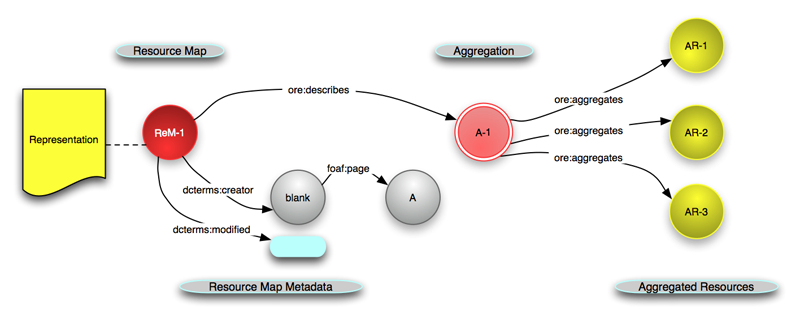 Resource Map
Aggregation
AR-1
ore:describes
ore:aggregates
Representation
ReM-1
A-1
ore:aggregates
AR-2
ore:aggregates
foaf:page
dcterms:creator
blank
A
AR-3
dcterms:modified
Resource Map Metadata
Aggregated Resources